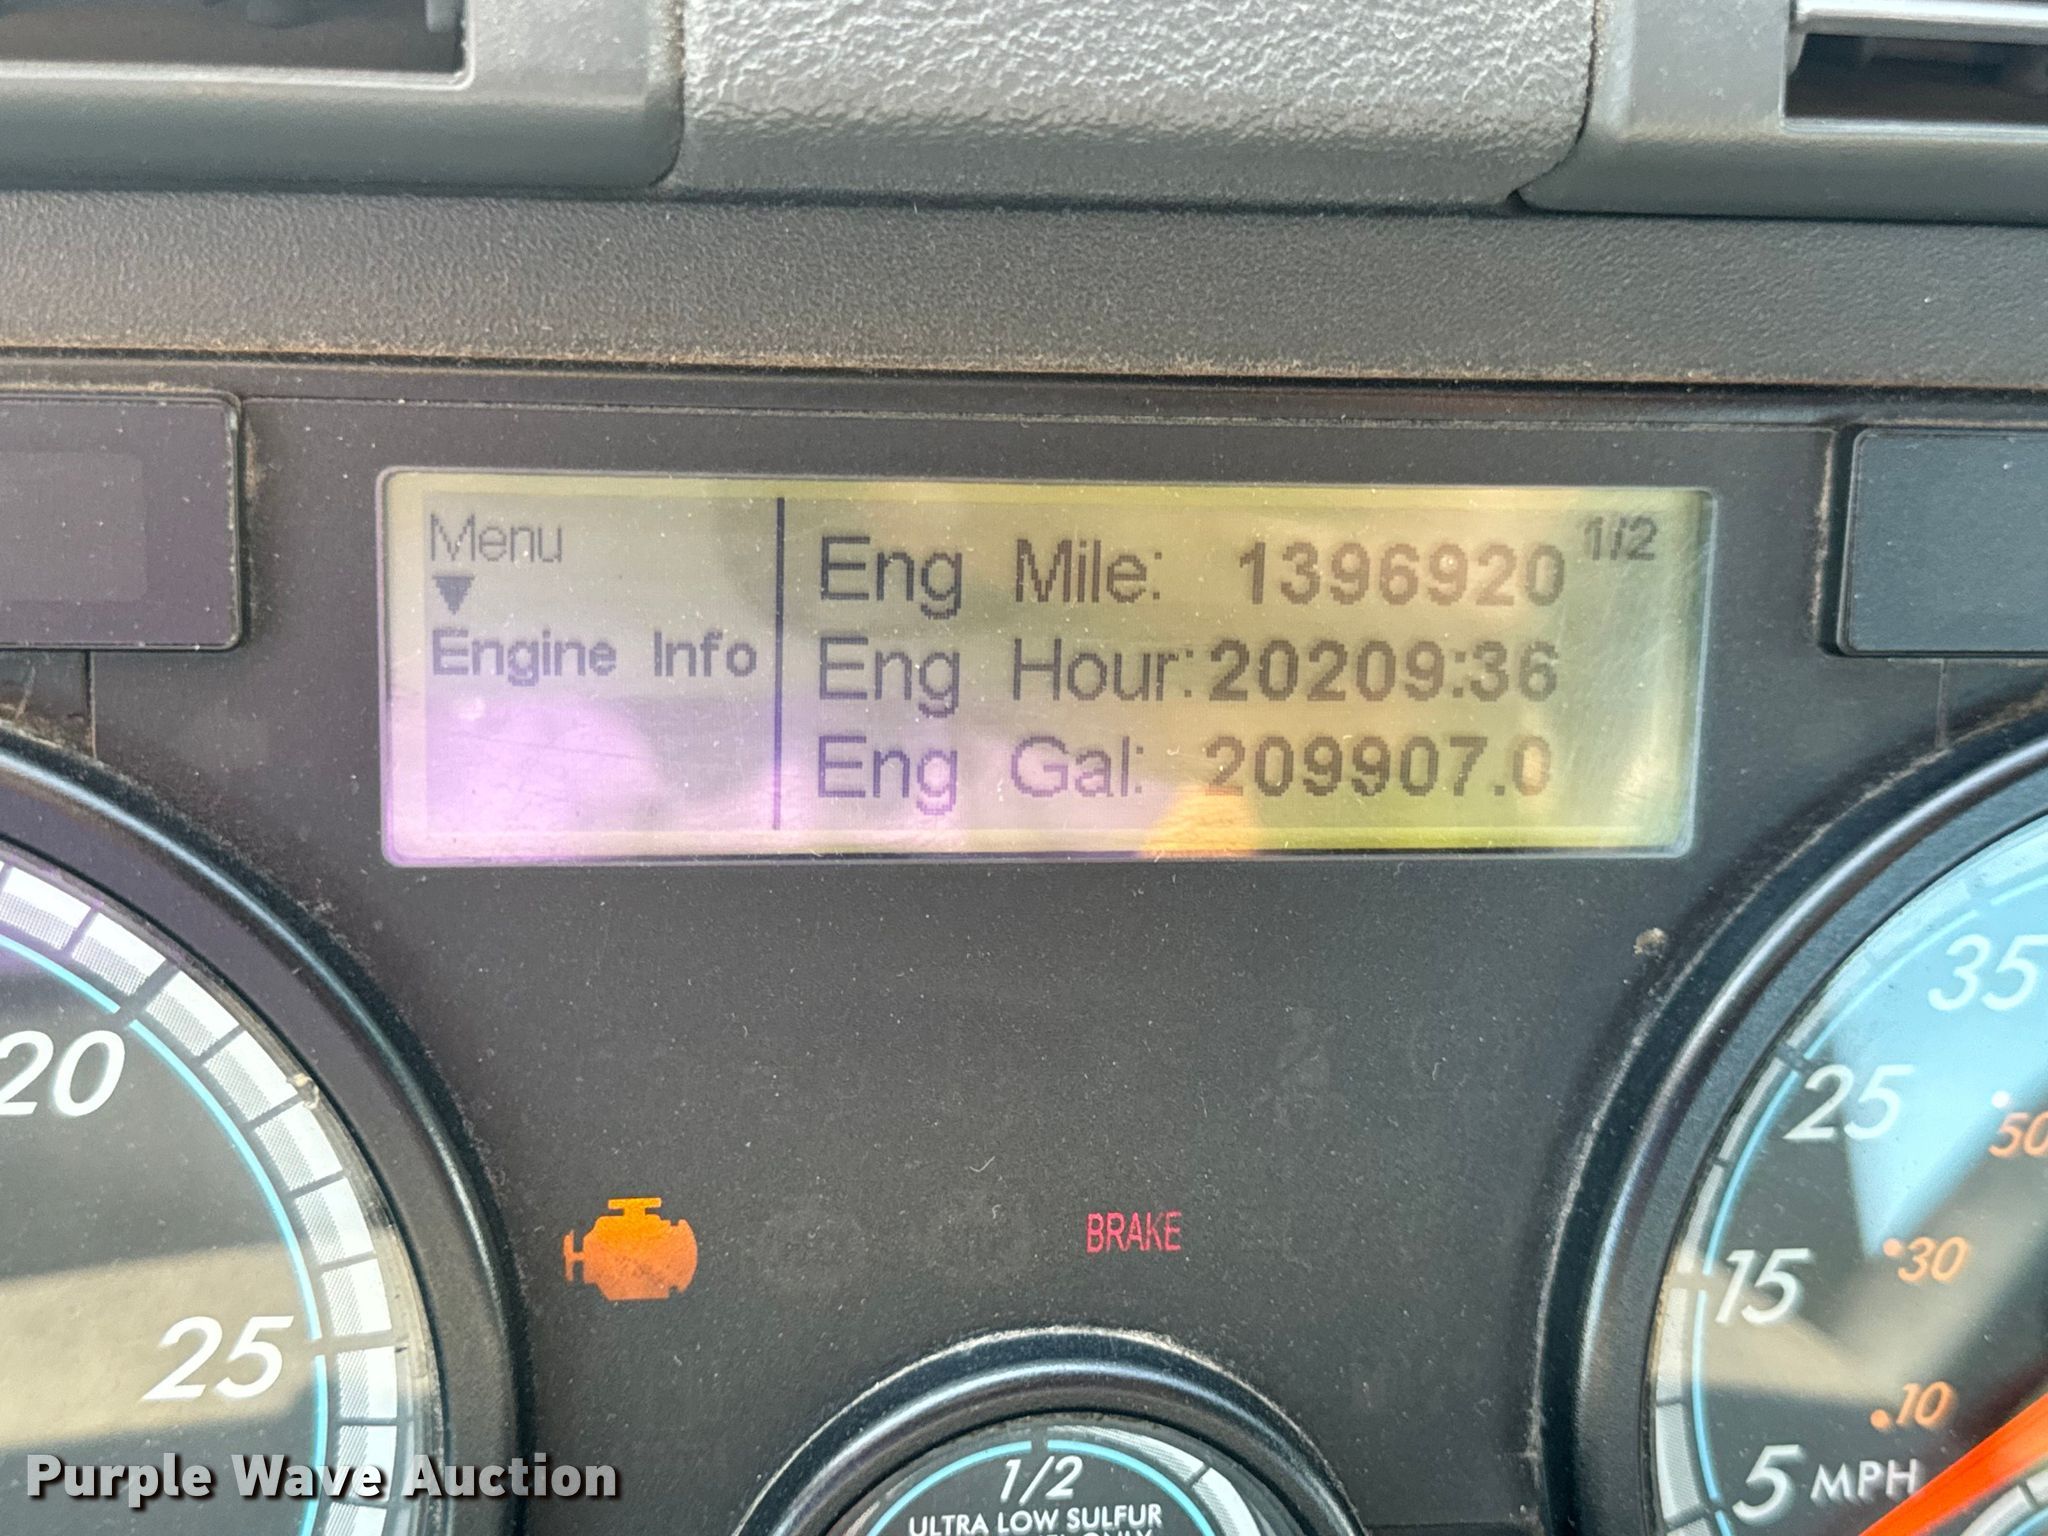 Menu
Engine Info
Eng Mile: 1396920
1/2
Eng Hour: 20209:36
Eng Gal: 209907.0
20
25
BRAKE
35
25
50
15
30
10
5 MPH
1/2
ULTRA LOW SULFUR
Purple Wave Auction